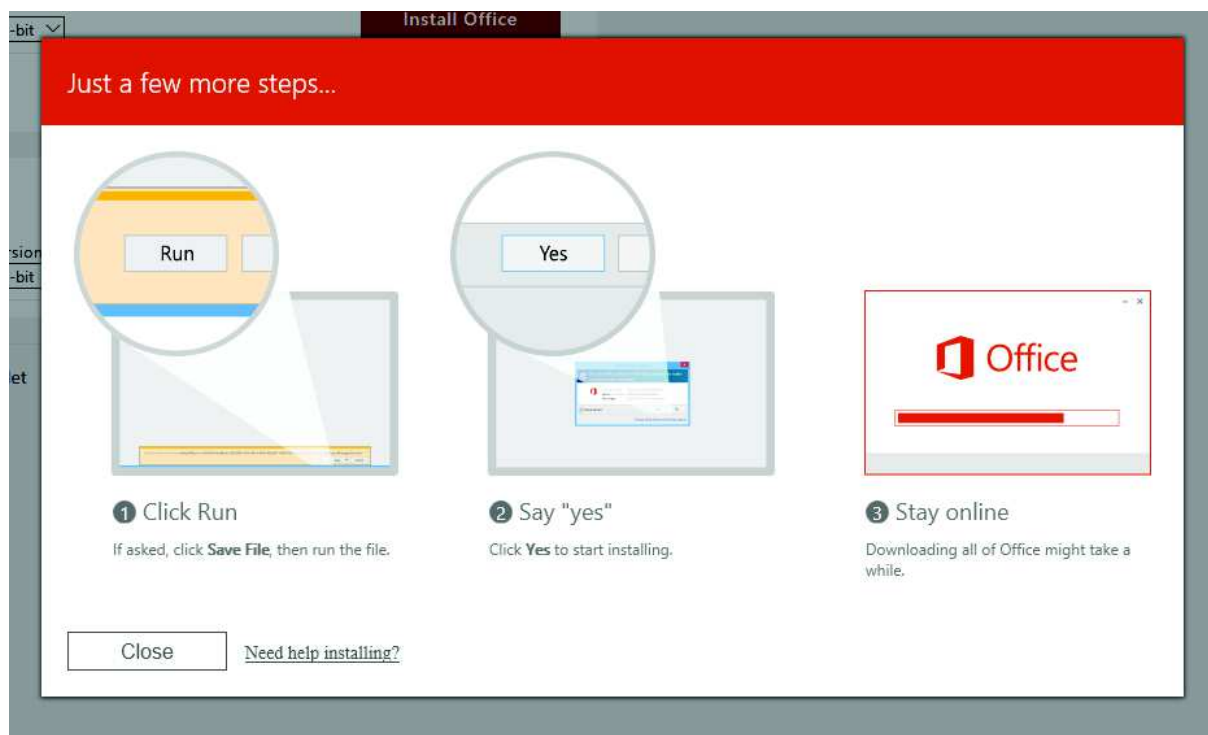 -bit
Install Office
Just a few more steps...
rsion
-bit
let
Run
Yes
Office
1 Click Run
If asked, click Save File, then run the file.
2 Say "yes"
Click Yes to start installing.
3 Stay online
Downloading all of Office might take a
while.
Close
Need help installing?